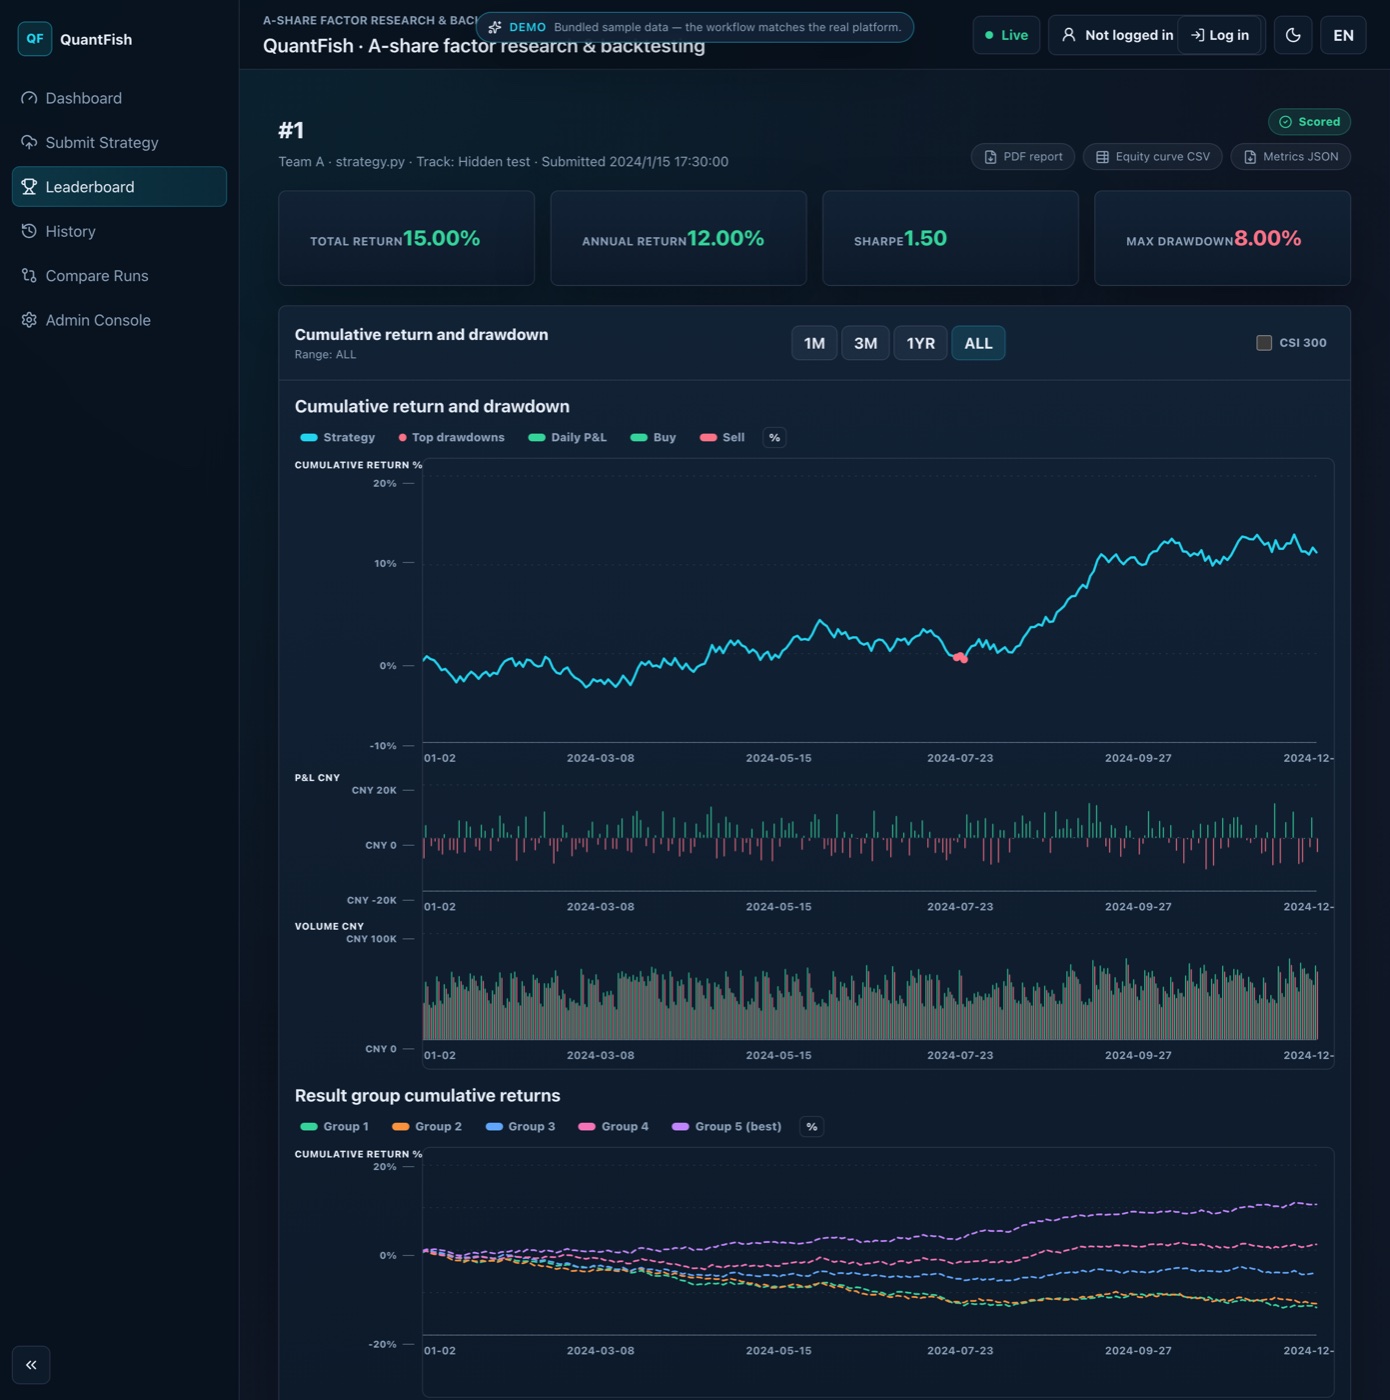 QF QuantFish
Dashboard
Submit Strategy
Leaderboard
History
Compare Runs
Admin Console
A-SHARE FACTOR RESEARCH &
DEMO Bundled sample data — the workflow matches the real platform.
QuantFish · A-share factor research & backtesting
Live
Not logged in
Log in
EN
#1
Scored
Team A · strategy.py · Track: Hidden test · Submitted 2024/1/15 17:30:00
PDF report
Equity curve CSV
Metrics JSON
TOTAL RETURN 15.00%
ANNUAL RETURN 12.00%
SHARPE 1.50
MAX DRAWDOWN 8.00%
Cumulative return and drawdown
Range: ALL
1M 3M 1YR ALL
CSI 300
Cumulative return and drawdown
Strategy Top drawdowns Daily P&L Buy Sell %
CUMULATIVE RETURN %
20%
10%
0%
-10%
01-02 2024-03-08 2024-05-15 2024-07-23 2024-09-27 2024-12-
P&L CNY
CNY 20K
CNY 0
CNY -20K
01-02 2024-03-08 2024-05-15 2024-07-23 2024-09-27 2024-12-
VOLUME CNY
CNY 100K
CNY 0
01-02 2024-03-08 2024-05-15 2024-07-23 2024-09-27 2024-12-
Result group cumulative returns
Group 1 Group 2 Group 3 Group 4 Group 5 (best) %
CUMULATIVE RETURN %
20%
0%
-20%
01-02 2024-03-08 2024-05-15 2024-07-23 2024-09-27 2024-12-